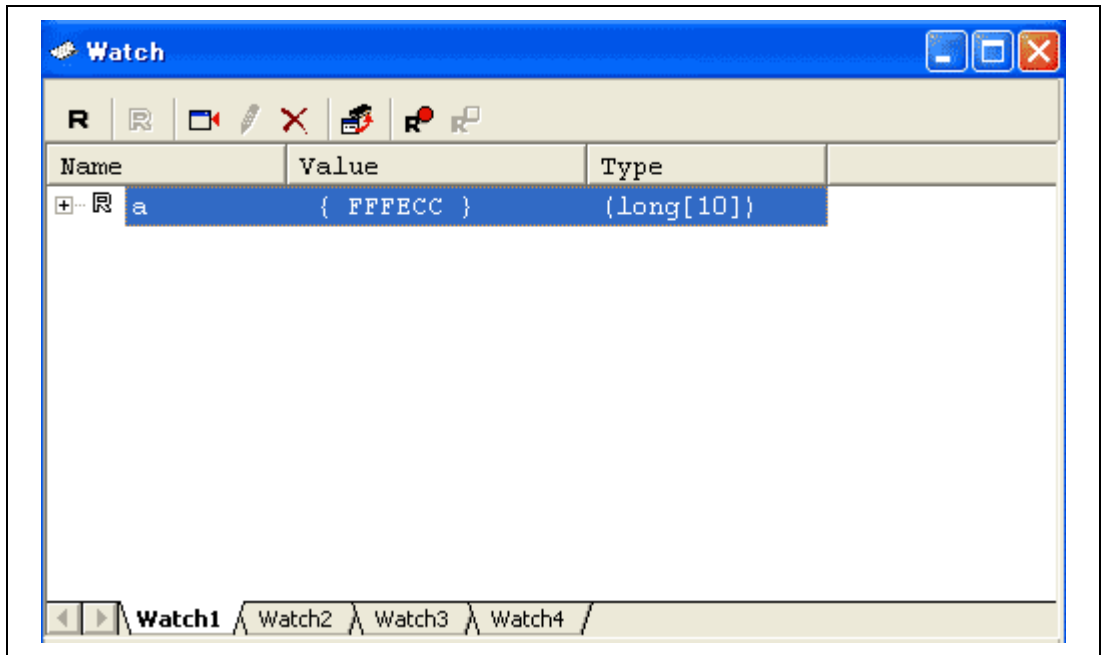 Watch
R R R R
Name Value Type
R a { FFFECC } (long[10])
Watch1 Watch2 Watch3 Watch4